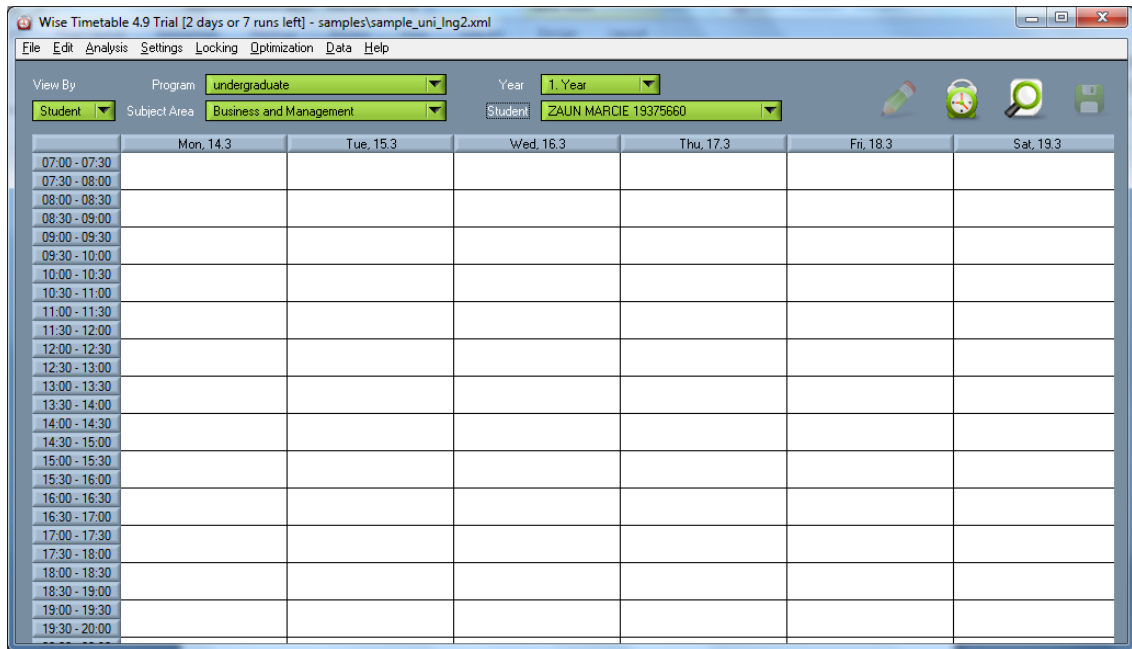 Wise Timetable 4.9 Trial [2 days or 7 runs left] - samples\sample_uni_lng2.xml
File Edit Analysis Settings Locking Optimization Data Help
View By Program undergraduate Year 1. Year
Student Subject Area Business and Management Student ZAUN MARCIE 19375660
Mon, 14.3 Tue, 15.3 Wed, 16.3 Thu, 17.3 Fri, 18.3 Sat, 19.3
07:00 - 07:30
07:30 - 08:00
08:00 - 08:30
08:30 - 09:00
09:00 - 09:30
09:30 - 10:00
10:00 - 10:30
10:30 - 11:00
11:00 - 11:30
11:30 - 12:00
12:00 - 12:30
12:30 - 13:00
13:00 - 13:30
13:30 - 14:00
14:00 - 14:30
14:30 - 15:00
15:00 - 15:30
15:30 - 16:00
16:00 - 16:30
16:30 - 17:00
17:00 - 17:30
17:30 - 18:00
18:00 - 18:30
18:30 - 19:00
19:00 - 19:30
19:30 - 20:00